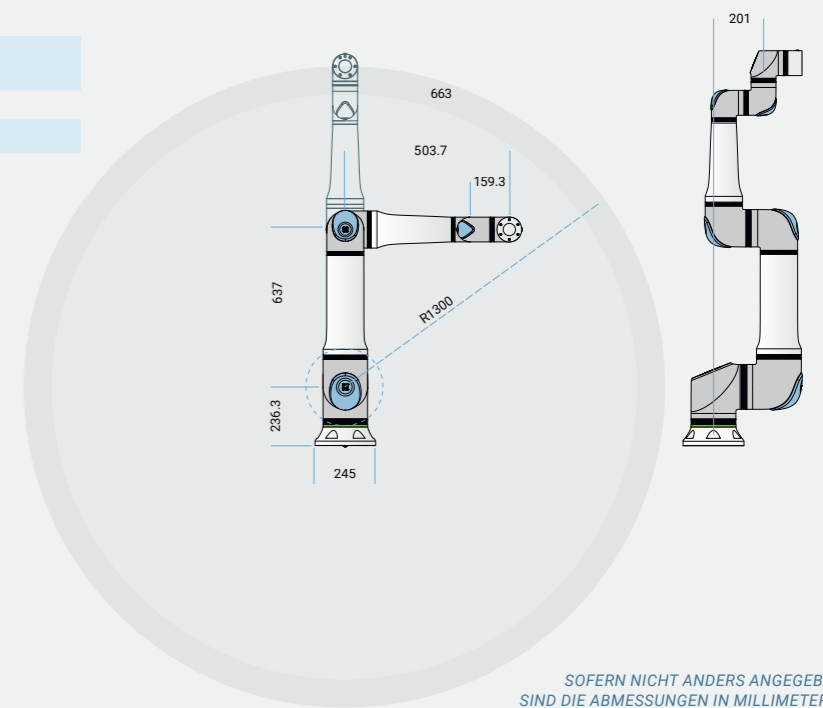 201
663
503.7
159.3
637
R1300
236.3
245
SOFERN NICHT ANDERS ANGEGEB
SIND DIE ABMESSUNGEN IN MILLIMETER